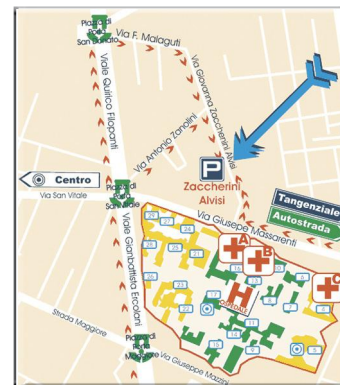 Piazza di
Porta
San Donato
Via F. Malaguti
Viale Quirico Filopanti
Via Giovanna Zaccherini Alvisi
Via Antonio Zanolini
P
Zaccherini
Alvisi
Centro
Via San Vitale
Piazza di
Porta
San Vitale
Via Giuseppe Massarenti
Tangenziale
Autostrada
Viale Gianbattista Ercolani
A
B
C
H
Strada Maggiore
Piazza di
Porta
Maggiore
Via Giuseppe Mazzini